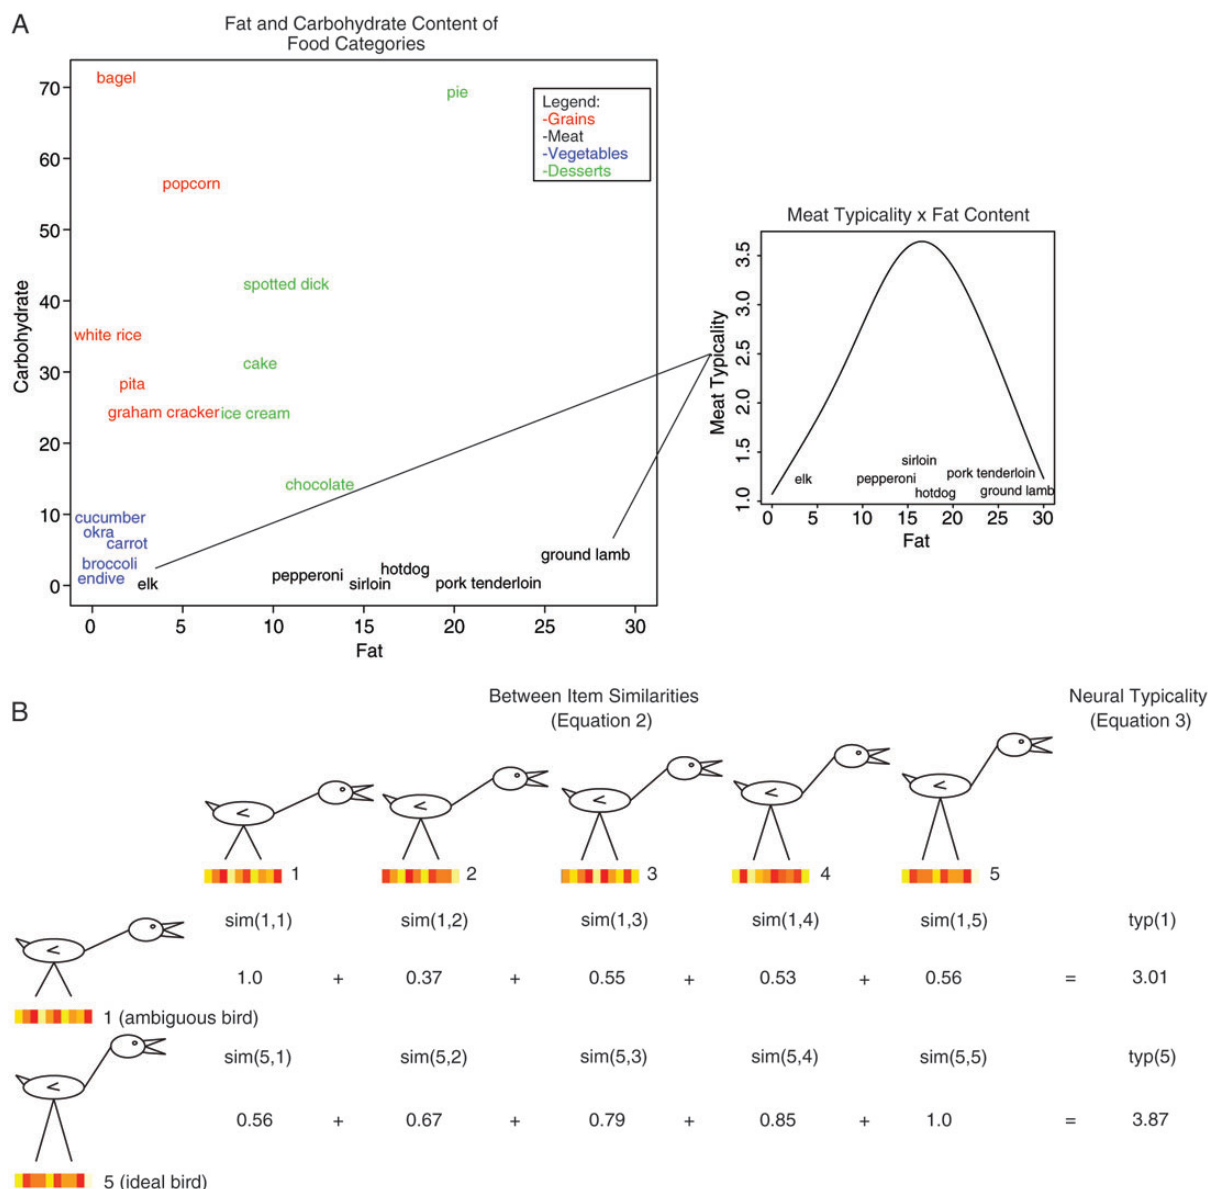 A
Fat and Carbohydrate Content of
Food Categories
Carbohydrate
70
60
50
40
30
20
10
0
bagel
pie
popcorn
spotted dick
white rice
cake
pita
graham cracker ice cream
chocolate
cucumber
okra
carrot
broccoli
endive
elk
pepperoni
sirloin
hotdog
pork tenderloin
ground lamb
Legend:
-Grains
-Meat
-Vegetables
-Desserts
0 5 10 15 20 25 30
Fat
Meat Typicality x Fat Content
Meat Typicality
3.5
3.0
2.5
2.0
1.5
1.0
elk
pepperoni
sirloin
hotdog
pork tenderloin
ground lamb
0 5 10 15 20 25 30
Fat
B
Between Item Similarities
(Equation 2)
Neural Typicality
(Equation 3)
1 2 3 4 5
sim(1,1) sim(1,2) sim(1,3) sim(1,4) sim(1,5) typ(1)
1.0 + 0.37 + 0.55 + 0.53 + 0.56 = 3.01
1 (ambiguous bird)
sim(5,1) sim(5,2) sim(5,3) sim(5,4) sim(5,5) typ(5)
0.56 + 0.67 + 0.79 + 0.85 + 1.0 = 3.87
5 (ideal bird)